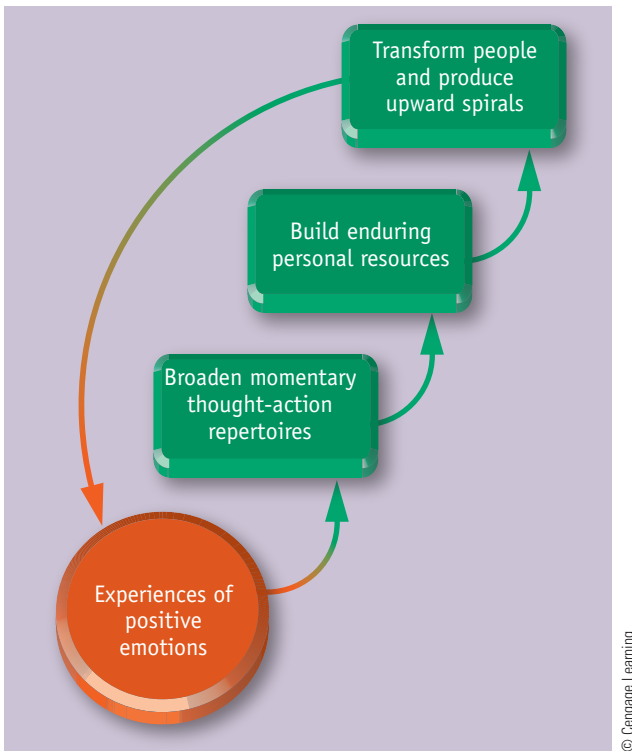 Transform people
and produce
upward spirals
Build enduring
personal resources
Broaden momentary
thought-action
repertoires
Experiences of
positive
emotions
© Cengage Learning